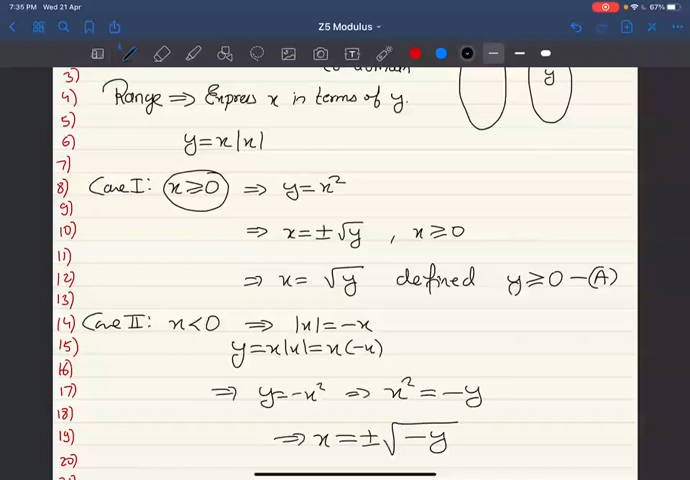 7:35 PM Wed 21 Apr 67%
Z5 Modulus
3) to domain
4) Range ⟹ Express x in terms of y. y
5)
6) y=x|x|
7)
8) Case I: x≥0 ⟹ y=x²
9)
10) ⟹ x=±√y , x≥0
11)
12) ⟹ x= √y defined y≥0 –(A)
13)
14) Case II: x<0 ⟹ |x|=-x
15) y=x|x|=x(-x)
16)
17) ⟹ y=-x² ⟹ x²=-y
18)
19) ⟹ x=±√-y
20)